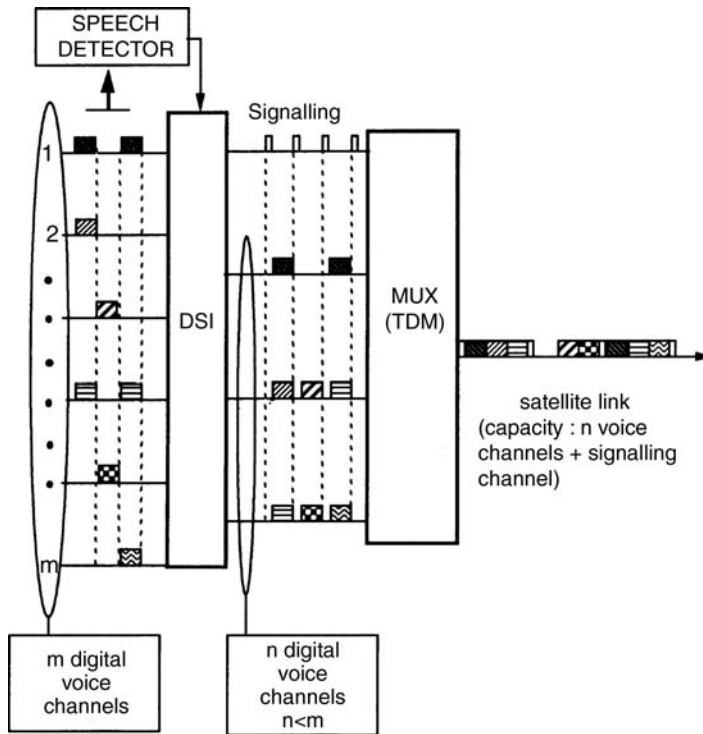 SPEECH
DETECTOR
Signalling
1
2
m
DSI
MUX
(TDM)
satellite link
(capacity : n voice
channels + signalling
channel)
m digital
voice
channels
n digital
voice
channels
n<m